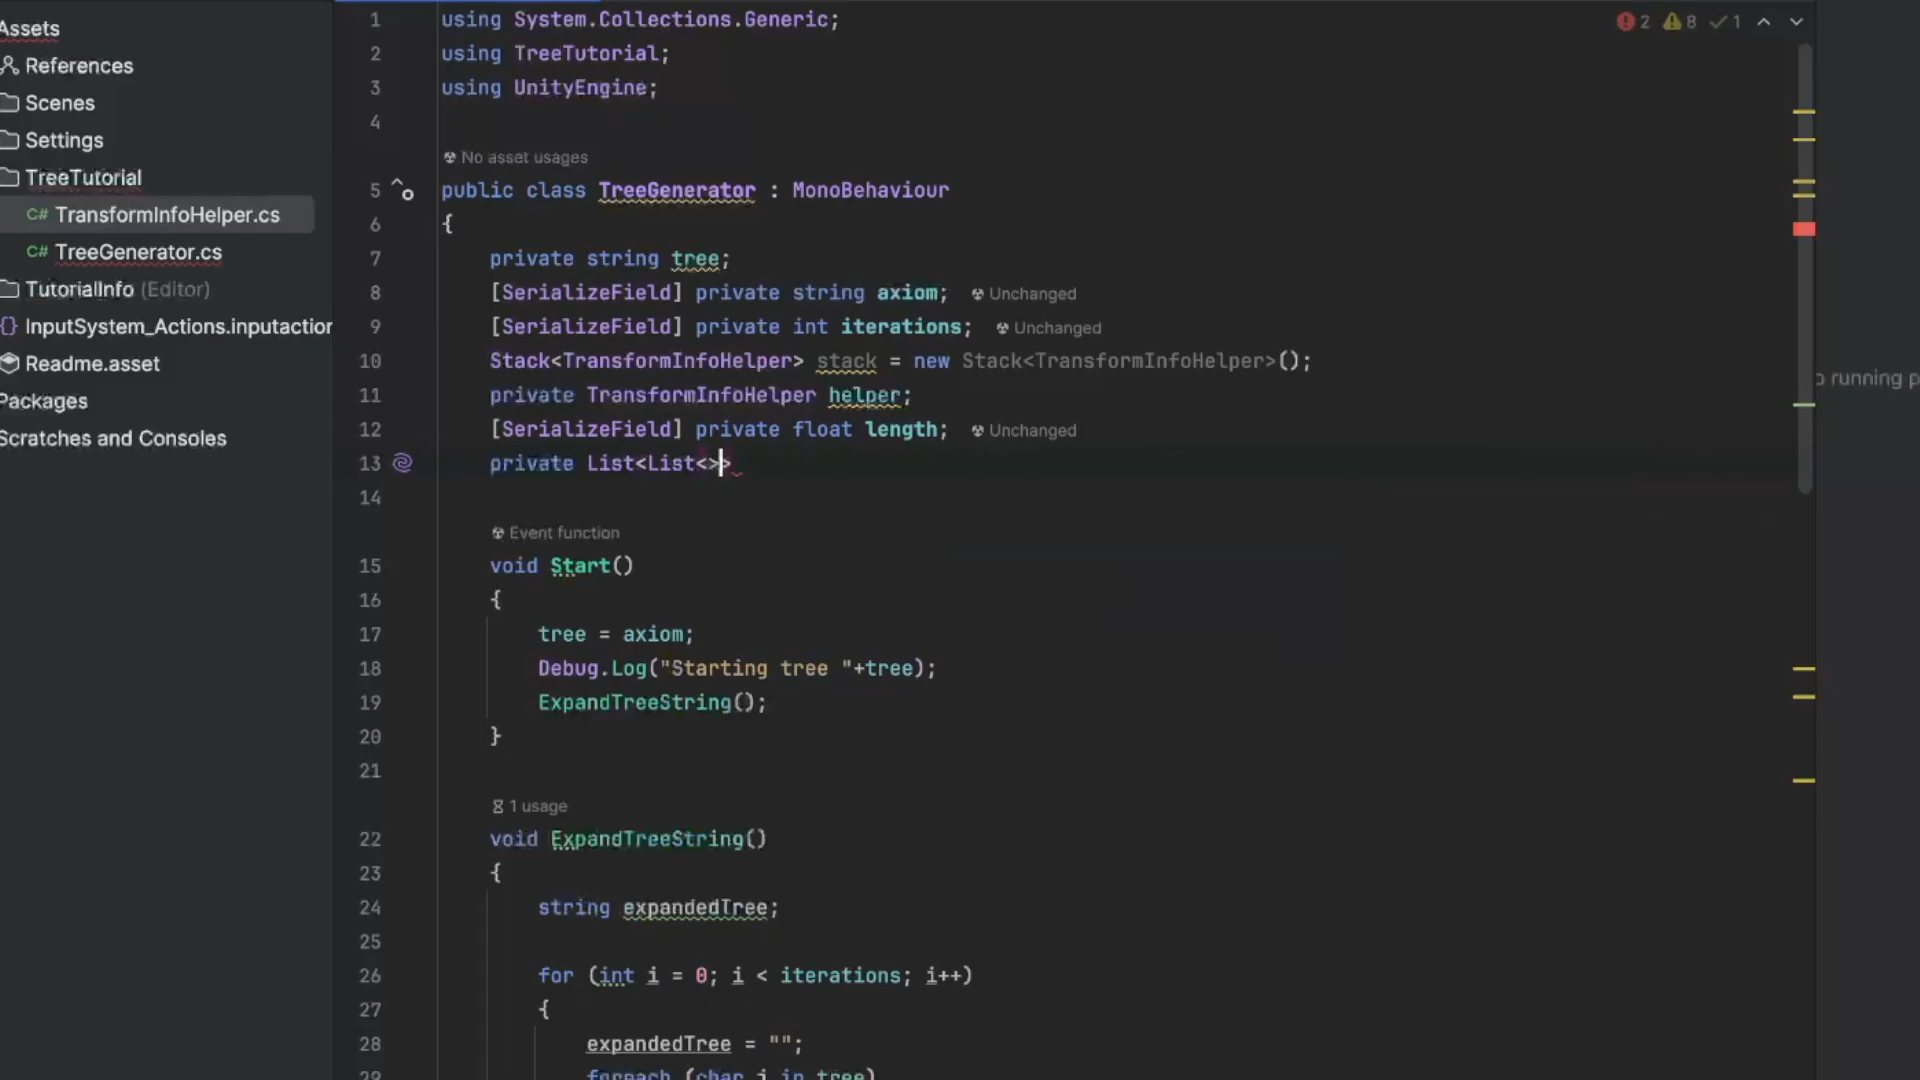 Assets
References
Scenes
Settings
TreeTutorial
C# TransformInfoHelper.cs
C# TreeGenerator.cs
TutorialInfo (Editor)
{} InputSystem_Actions.inputaction
Readme.asset
Packages
Scratches and Consoles
2 8 1
1 using System.Collections.Generic;
2 using TreeTutorial;
3 using UnityEngine;
4
No asset usages
5 public class TreeGenerator : MonoBehaviour
6 {
7 private string tree;
8 [SerializeField] private string axiom; Unchanged
9 [SerializeField] private int iterations; Unchanged
10 Stack<TransformInfoHelper> stack = new Stack<TransformInfoHelper>();
11 private TransformInfoHelper helper;
12 [SerializeField] private float length; Unchanged
13 private List<List<>>
14
Event function
15 void Start()
16 {
17 tree = axiom;
18 Debug.Log("Starting tree "+tree);
19 ExpandTreeString();
20 }
21
1 usage
22 void ExpandTreeString()
23 {
24 string expandedTree;
25
26 for (int i = 0; i < iterations; i++)
27 {
28 expandedTree = "";
29 foreach (char j in tree)
running p